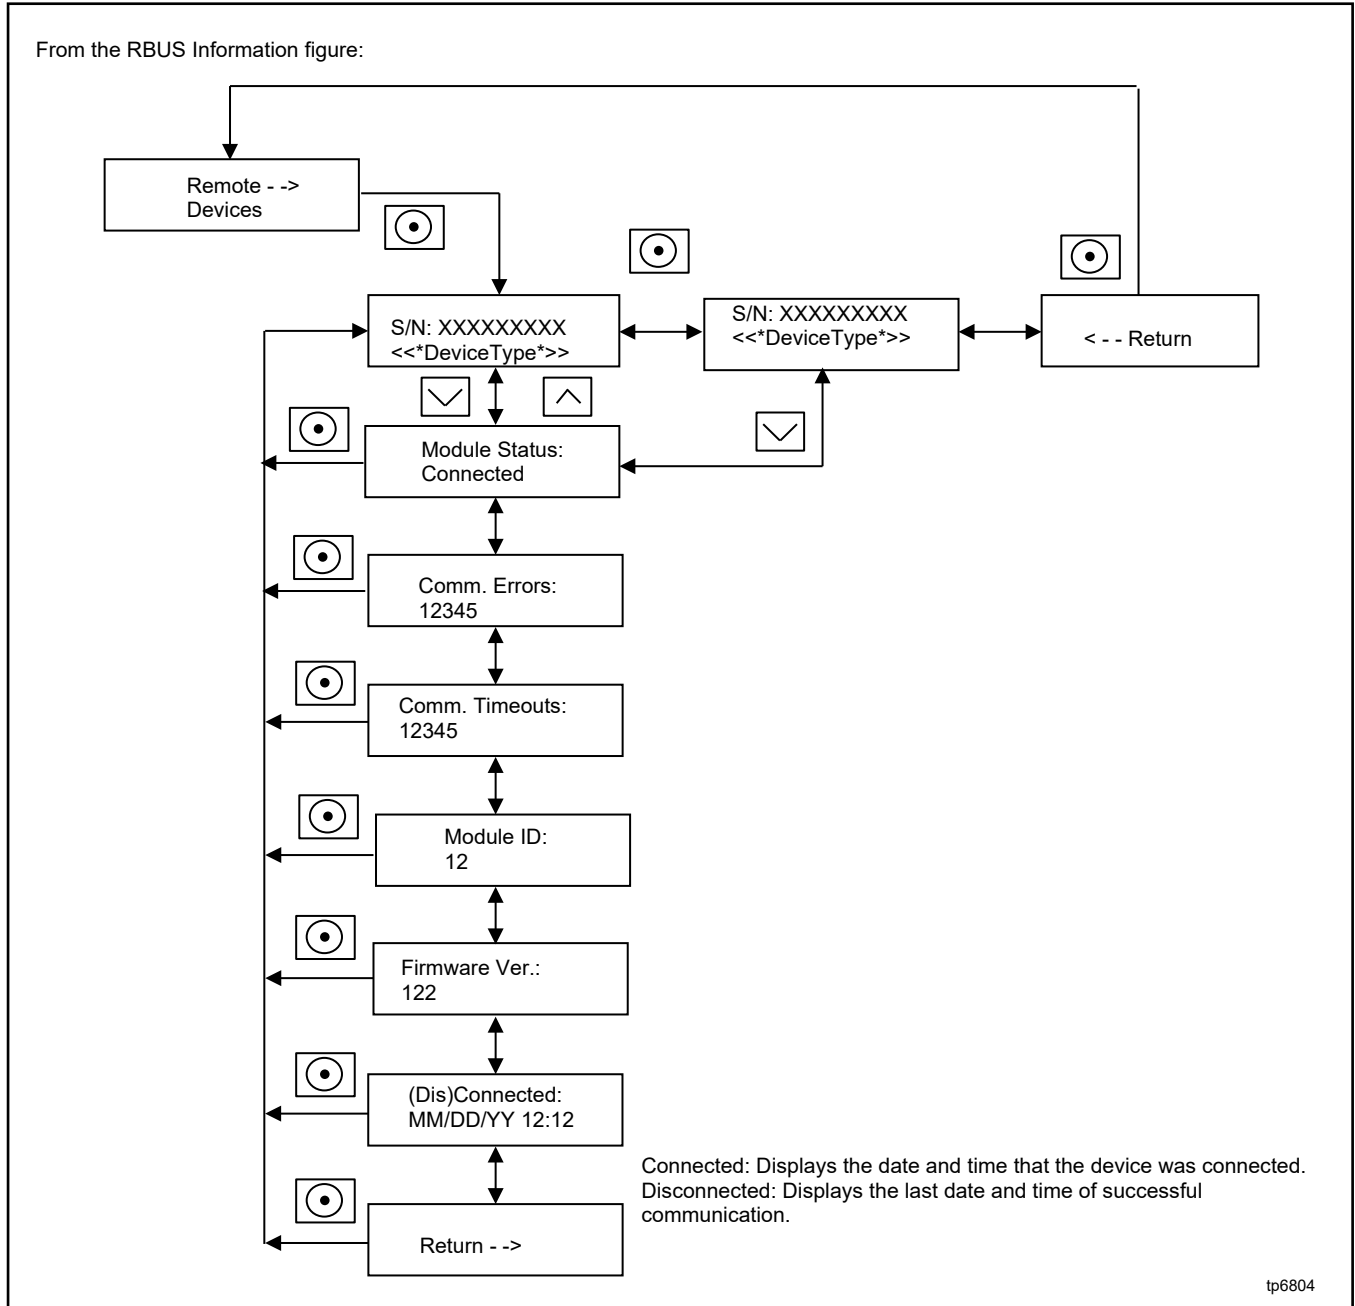 From the RBUS Information figure:
Remote - ->
Devices
S/N: XXXXXXXXX
<<*DeviceType*>>
S/N: XXXXXXXXX
<<*DeviceType*>>
< - - Return
Module Status:
Connected
Comm. Errors:
12345
Comm. Timeouts:
12345
Module ID:
12
Firmware Ver.:
122
(Dis)Connected:
MM/DD/YY 12:12
Connected: Displays the date and time that the device was connected.
Disconnected: Displays the last date and time of successful
communication.
Return - ->
tp6804